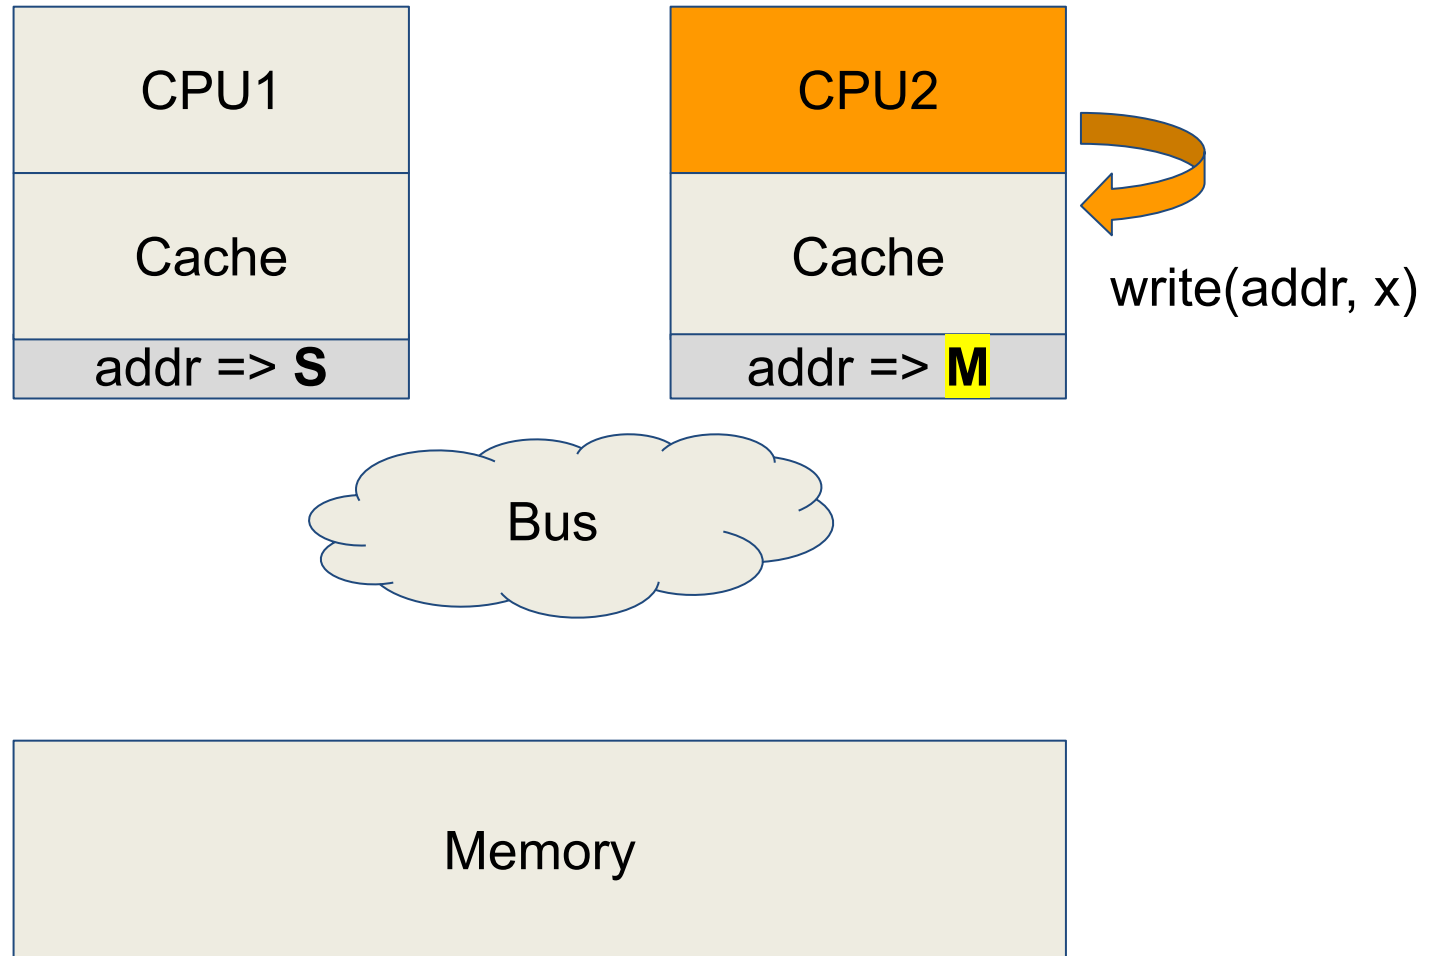 CPU1
CPU2
Cache
Cache
write(addr, x)
addr => S
addr => M
Bus
Memory